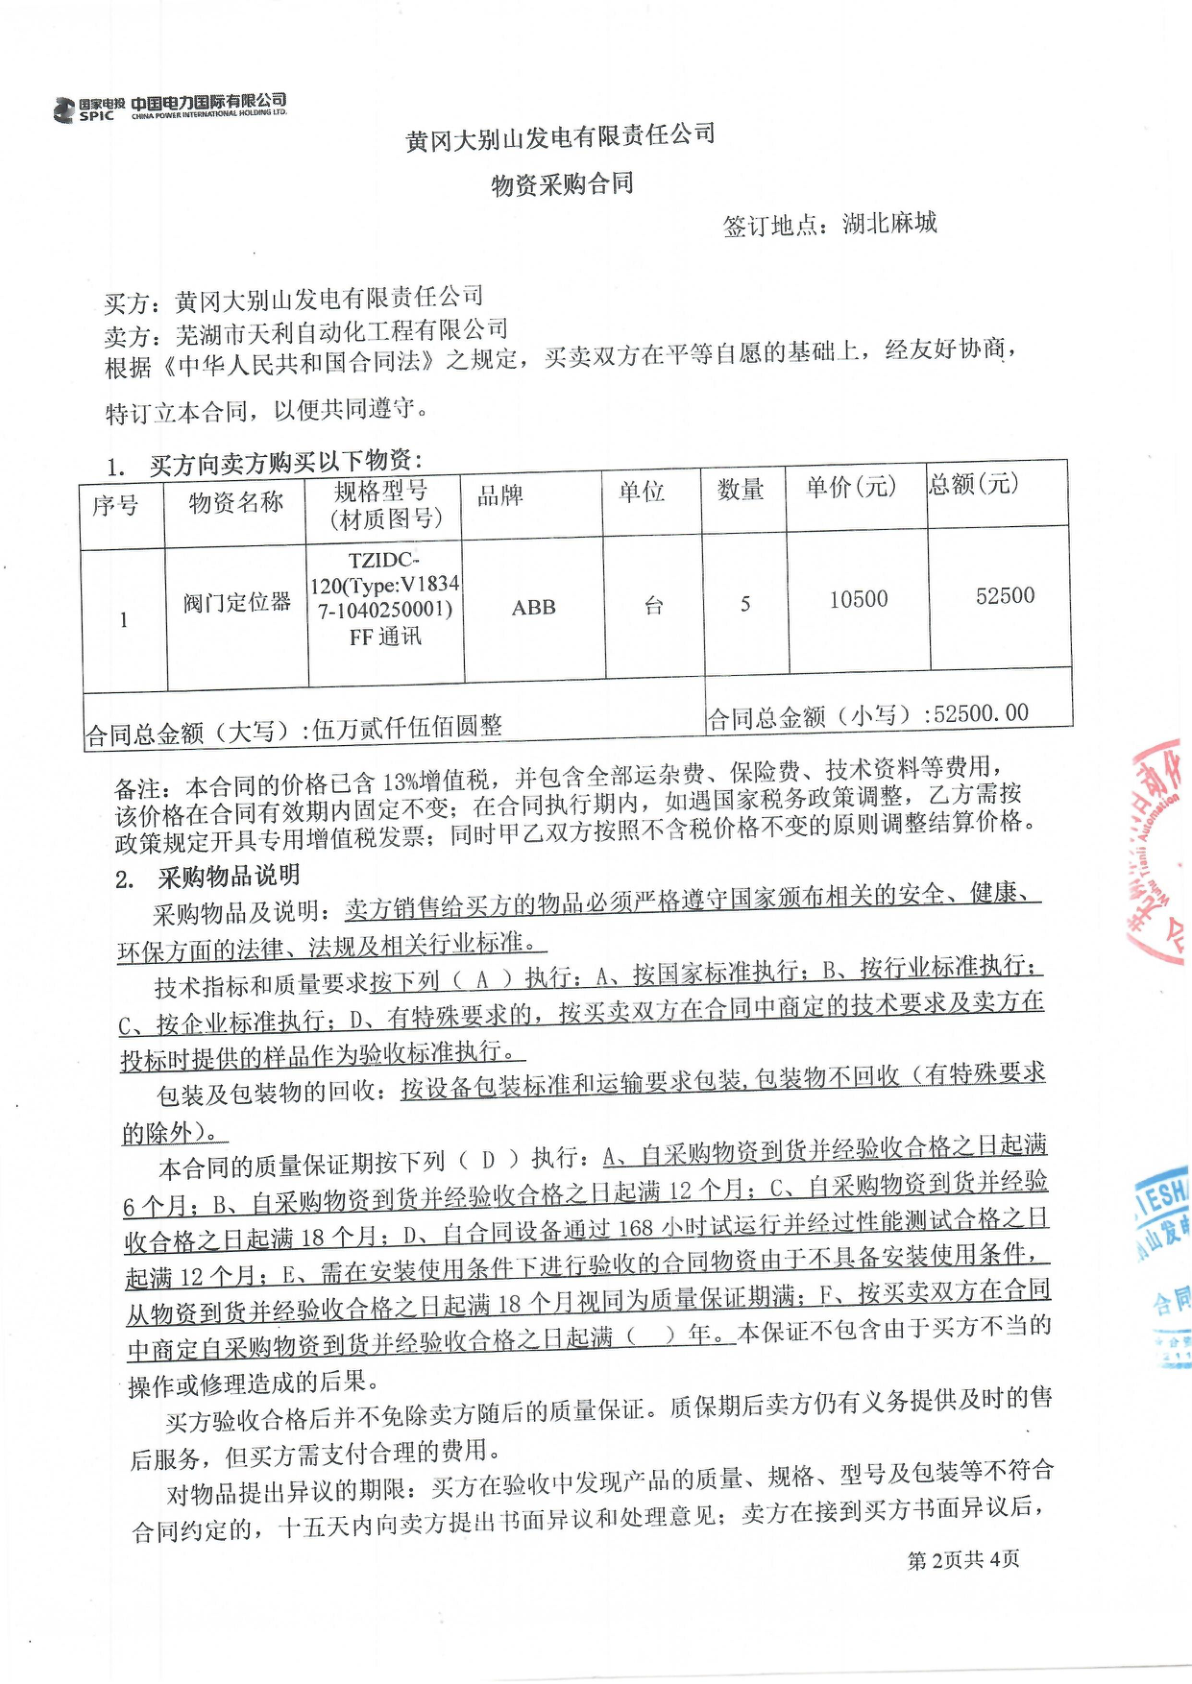 国家电投 中国电力国际有限公司
SPIC CHINA POWER INTERNATIONAL HOLDING LTD.
黄冈大别山发电有限责任公司
物资采购合同
签订地点：湖北麻城
买方：黄冈大别山发电有限责任公司
卖方：芜湖市天利自动化工程有限公司
根据《中华人民共和国合同法》之规定，买卖双方在平等自愿的基础上，经友好协商，
特订立本合同，以便共同遵守。
1. 买方向卖方购买以下物资：
序号 物资名称 规格型号 品牌 单位 数量 单价(元) 总额(元)
(材质图号)
TZIDC-
120(Type:V1834
1 阀门定位器 7-1040250001) ABB 台 5 10500 52500
FF 通讯
合同总金额（大写）:伍万贰仟伍佰圆整 合同总金额（小写）:52500.00
备注：本合同的价格已含 13%增值税，并包含全部运杂费、保险费、技术资料等费用，
该价格在合同有效期内固定不变；在合同执行期内，如遇国家税务政策调整，乙方需按
政策规定开具专用增值税发票；同时甲乙双方按照不含税价格不变的原则调整结算价格。
2. 采购物品说明
采购物品及说明：卖方销售给买方的物品必须严格遵守国家颁布相关的安全、健康、
环保方面的法律、法规及相关行业标准。
技术指标和质量要求按下列（ A ）执行：A、按国家标准执行；B、按行业标准执行；
C、按企业标准执行；D、有特殊要求的，按买卖双方在合同中商定的技术要求及卖方在
投标时提供的样品作为验收标准执行。
包装及包装物的回收：按设备包装标准和运输要求包装,包装物不回收（有特殊要求
的除外）。
本合同的质量保证期按下列（ D ）执行：A、自采购物资到货并经验收合格之日起满
6 个月；B、自采购物资到货并经验收合格之日起满 12 个月；C、自采购物资到货并经验
收合格之日起满 18 个月；D、自合同设备通过 168 小时试运行并经过性能测试合格之日
起满 12 个月；E、需在安装使用条件下进行验收的合同物资由于不具备安装使用条件，
从物资到货并经验收合格之日起满 18 个月视同为质量保证期满；F、按买卖双方在合同
中商定自采购物资到货并经验收合格之日起满（ ）年。本保证不包含由于买方不当的
操作或修理造成的后果。
买方验收合格后并不免除卖方随后的质量保证。质保期后卖方仍有义务提供及时的售
后服务，但买方需支付合理的费用。
对物品提出异议的期限：买方在验收中发现产品的质量、规格、型号及包装等不符合
合同约定的，十五天内向卖方提出书面异议和处理意见；卖方在接到买方书面异议后，
第 2页共 4页
动化
Tianli Automation
合
IESH
山发电
合同